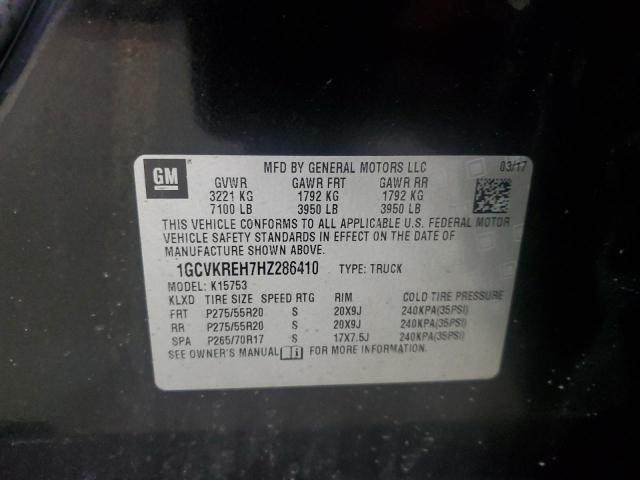 GM
MFD BY GENERAL MOTORS LLC 03/17
GVWR GAWR FRT GAWR RR
3221 KG 1792 KG 1792 KG
7100 LB 3950 LB 3950 LB
THIS VEHICLE CONFORMS TO ALL APPLICABLE U.S. FEDERAL MOTOR
VEHICLE SAFETY STANDARDS IN EFFECT ON THE DATE OF
MANUFACTURE SHOWN ABOVE.
1GCVKREH7HZ286410 TYPE: TRUCK
MODEL: K15753
KLXD TIRE SIZE SPEED RTG RIM COLD TIRE PRESSURE
FRT P275/55R20 S 20X9J 240KPA(35PSI)
RR P275/55R20 S 20X9J 240KPA(35PSI)
SPA P265/70R17 S 17X7.5J 240KPA(35PSI)
SEE OWNER'S MANUAL FOR MORE INFORMATION.